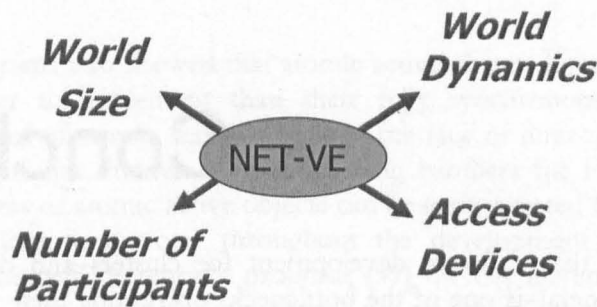 World
Size
World
Dynamics
NET-VE
Number of
Participants
Access
Devices